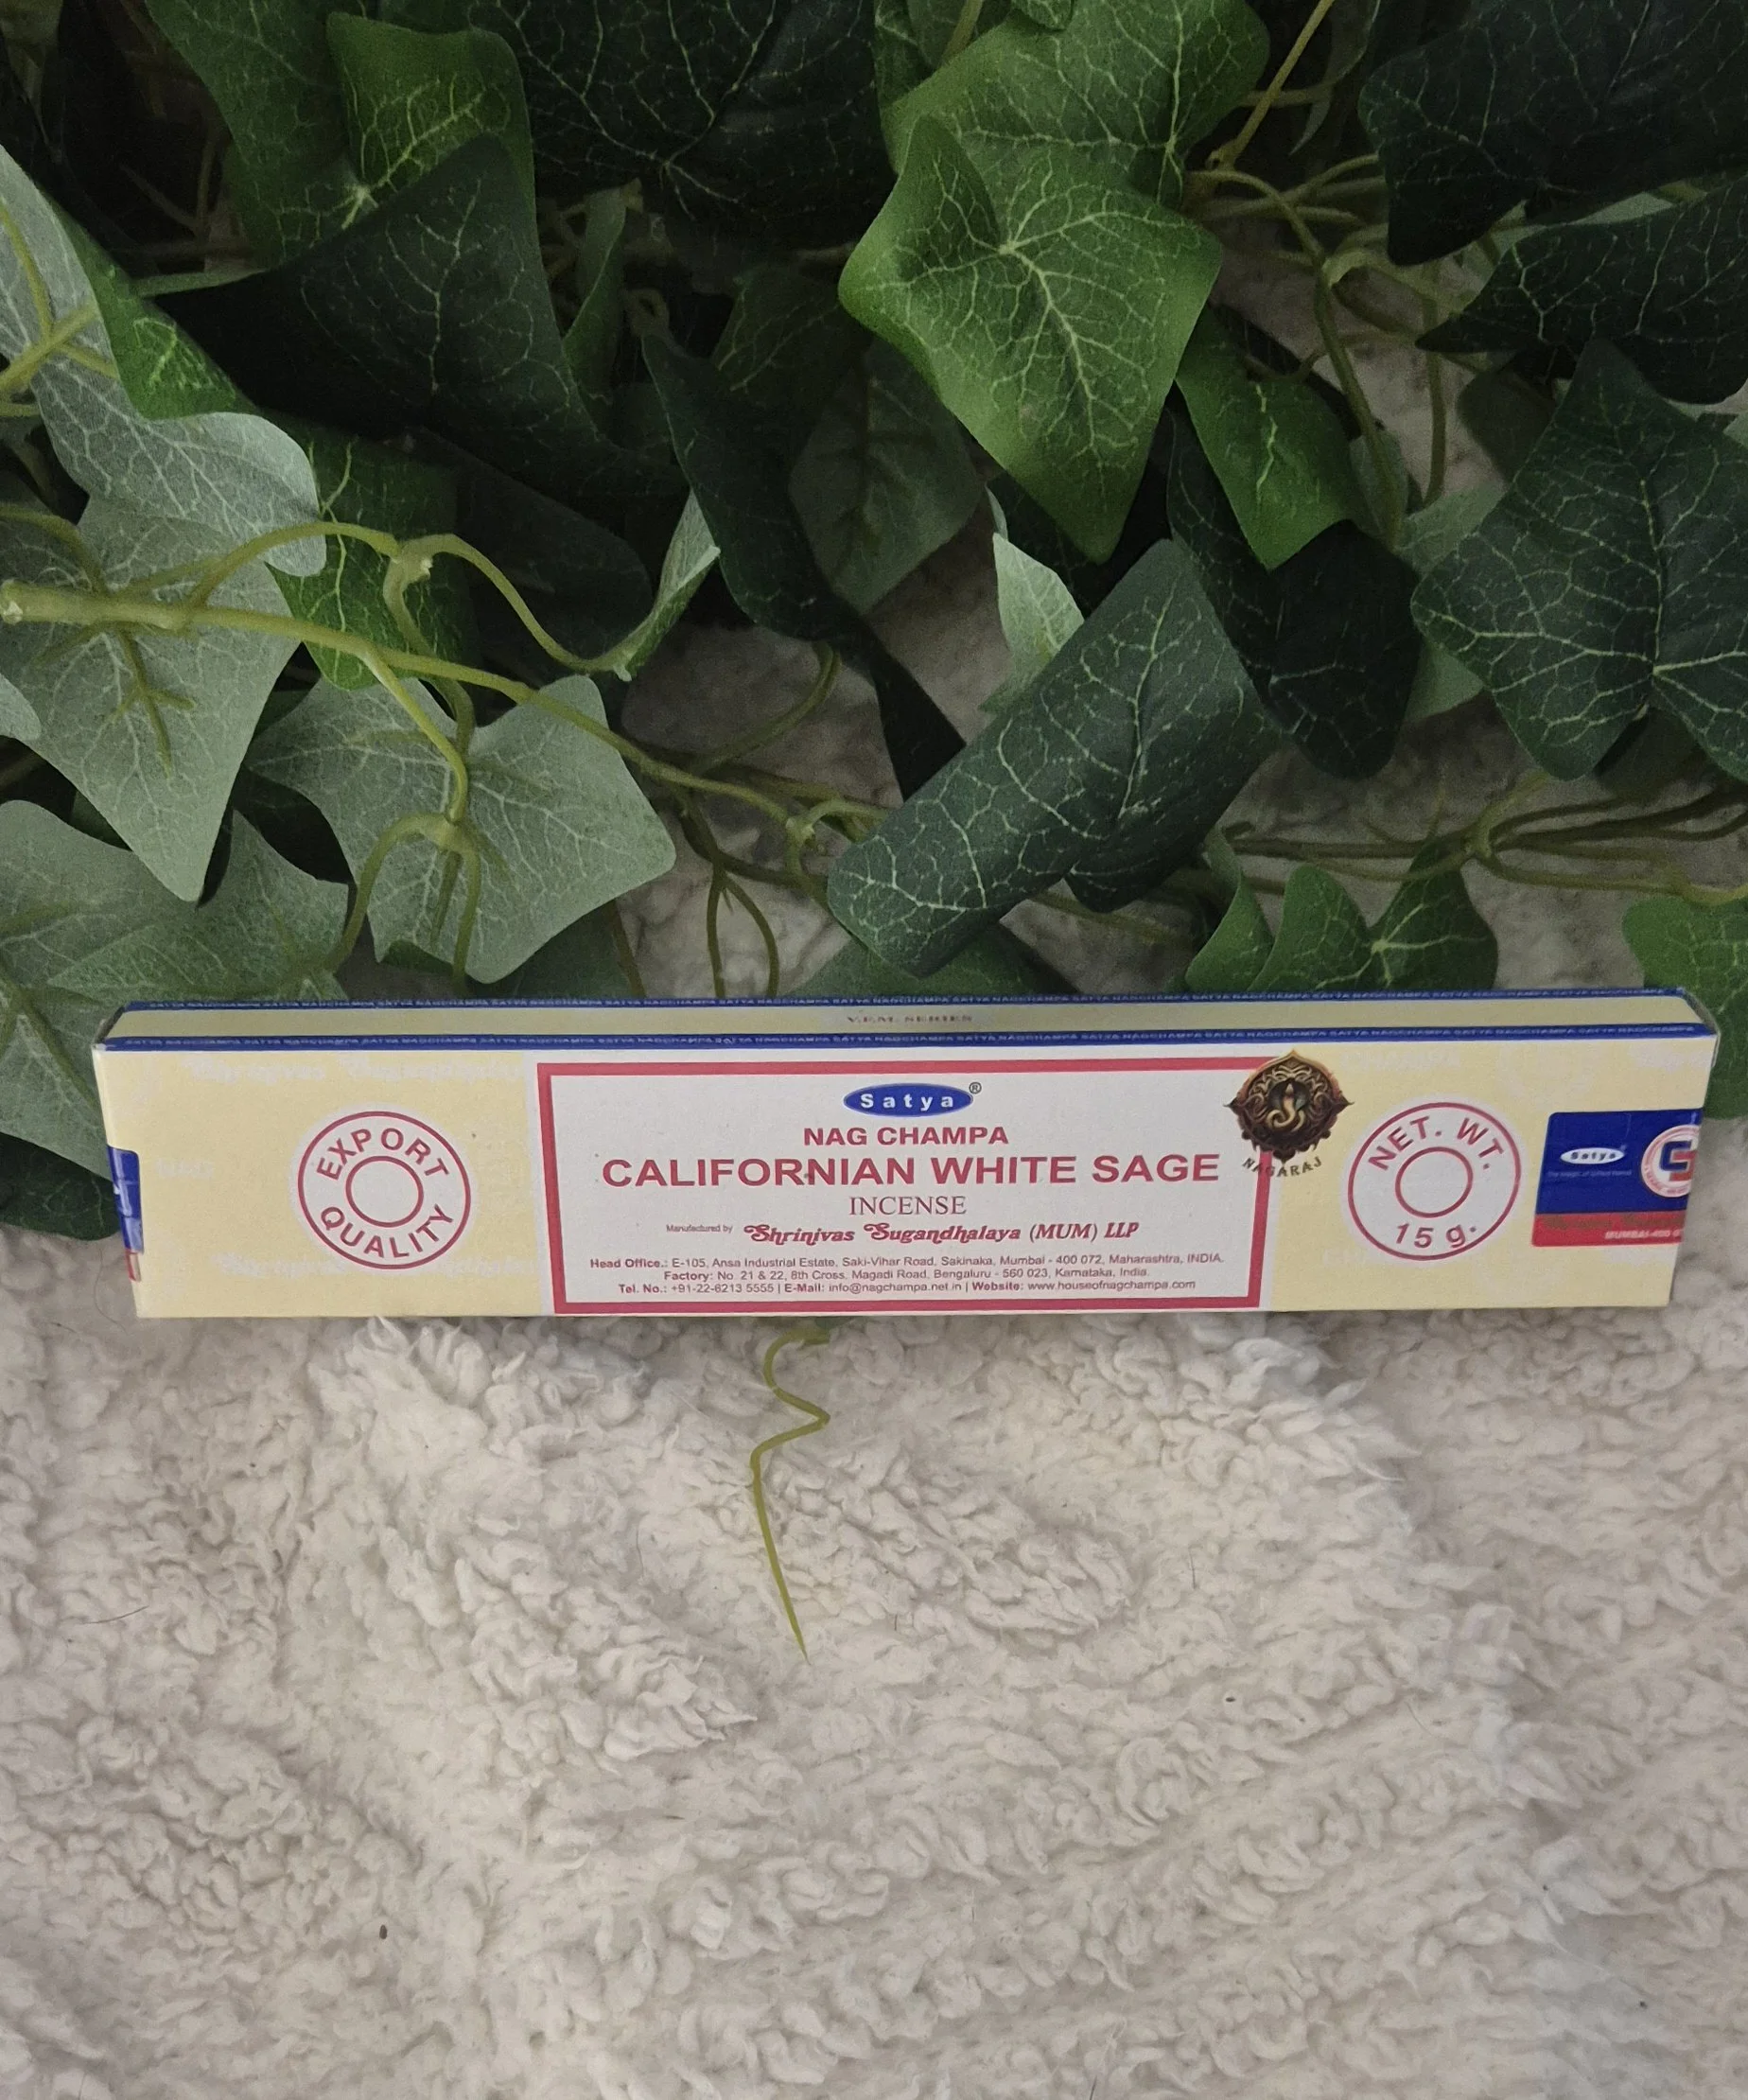 V.F.M. SERIES
EXPORT QUALITY
Satya®
NAG CHAMPA
CALIFORNIAN WHITE SAGE
INCENSE
Manufactured by Shrinivas Sugandhalaya (MUM) LLP
Head Office.: E-105, Ansa Industrial Estate, Saki-Vihar Road, Sakinaka, Mumbai - 400 072, Maharashtra, INDIA.
Factory: No. 21 & 22, 8th Cross. Magadi Road, Bengaluru - 560 023, Karnataka, India.
Tel. No.: +91-22-6213 5555 | E-Mail: info@nagchampa.net.in | Website: www.houseofnagchampa.com
NAGARAJ
NET. WT.
15 g.
Satya